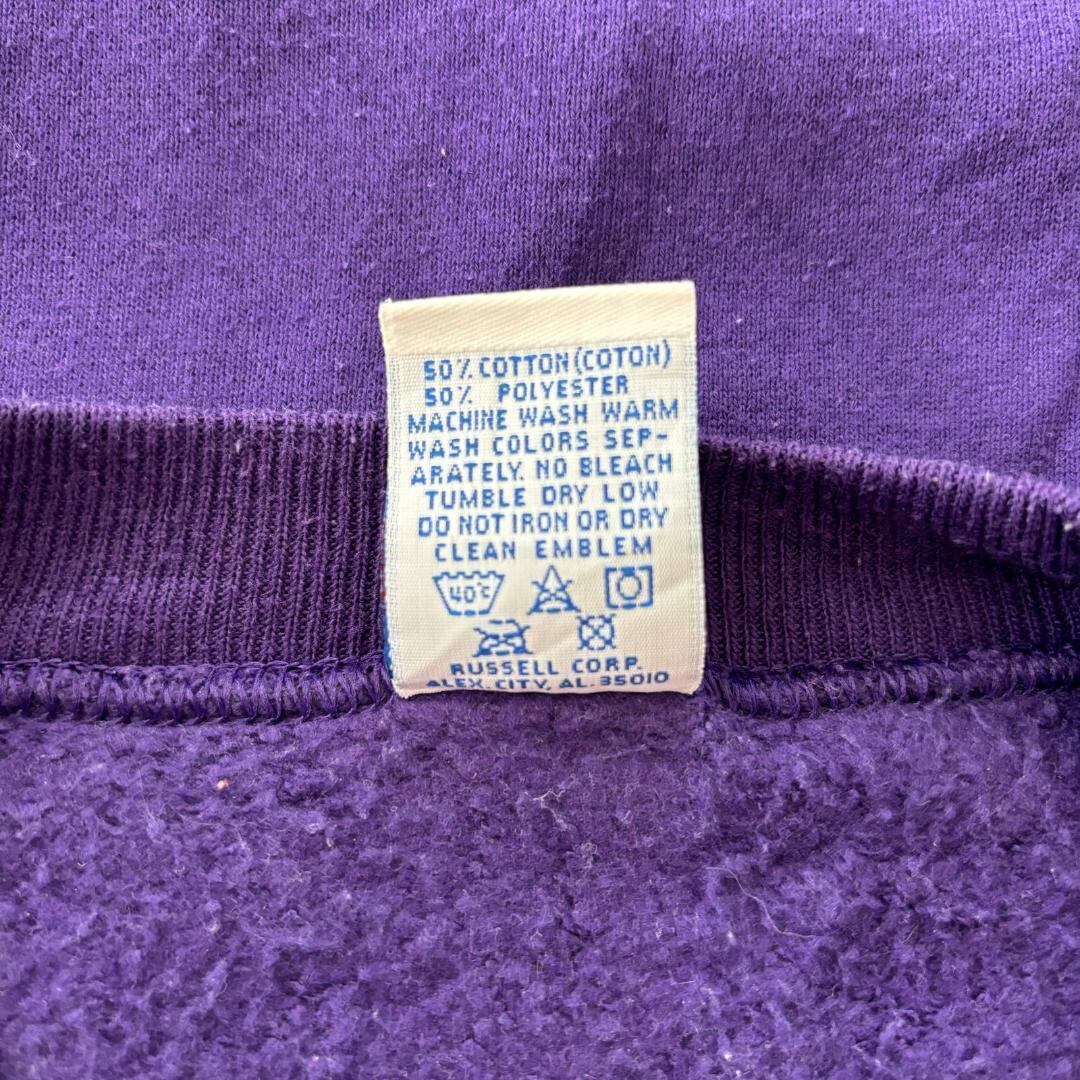 50% COTTON (COTON)
50% POLYESTER
MACHINE WASH WARM
WASH COLORS SEP-
ARATELY. NO BLEACH
TUMBLE DRY LOW
DO NOT IRON OR DRY
CLEAN EMBLEM
40°C
RUSSELL CORP.
ALEX. CITY, AL. 35010